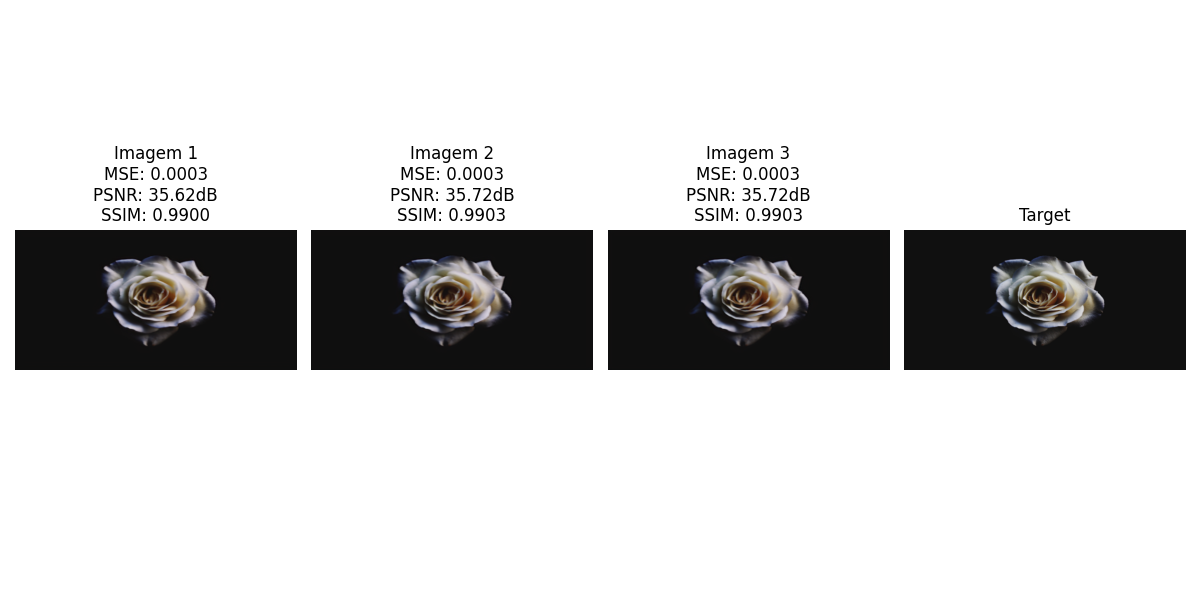 Imagem 1
MSE: 0.0003
PSNR: 35.62dB
SSIM: 0.9900
Imagem 2
MSE: 0.0003
PSNR: 35.72dB
SSIM: 0.9903
Imagem 3
MSE: 0.0003
PSNR: 35.72dB
SSIM: 0.9903
Target